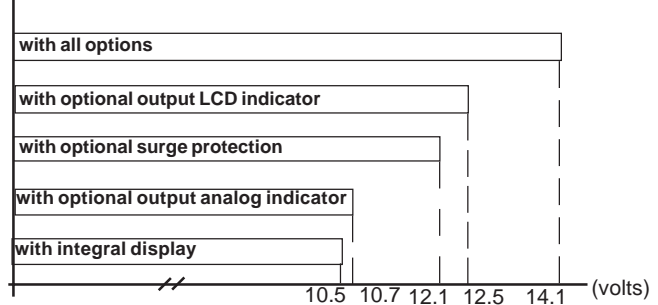 with all options
with optional output LCD indicator
with optional surge protection
with optional output analog indicator
with integral display
10.5 10.7 12.1 12.5 14.1 (volts)